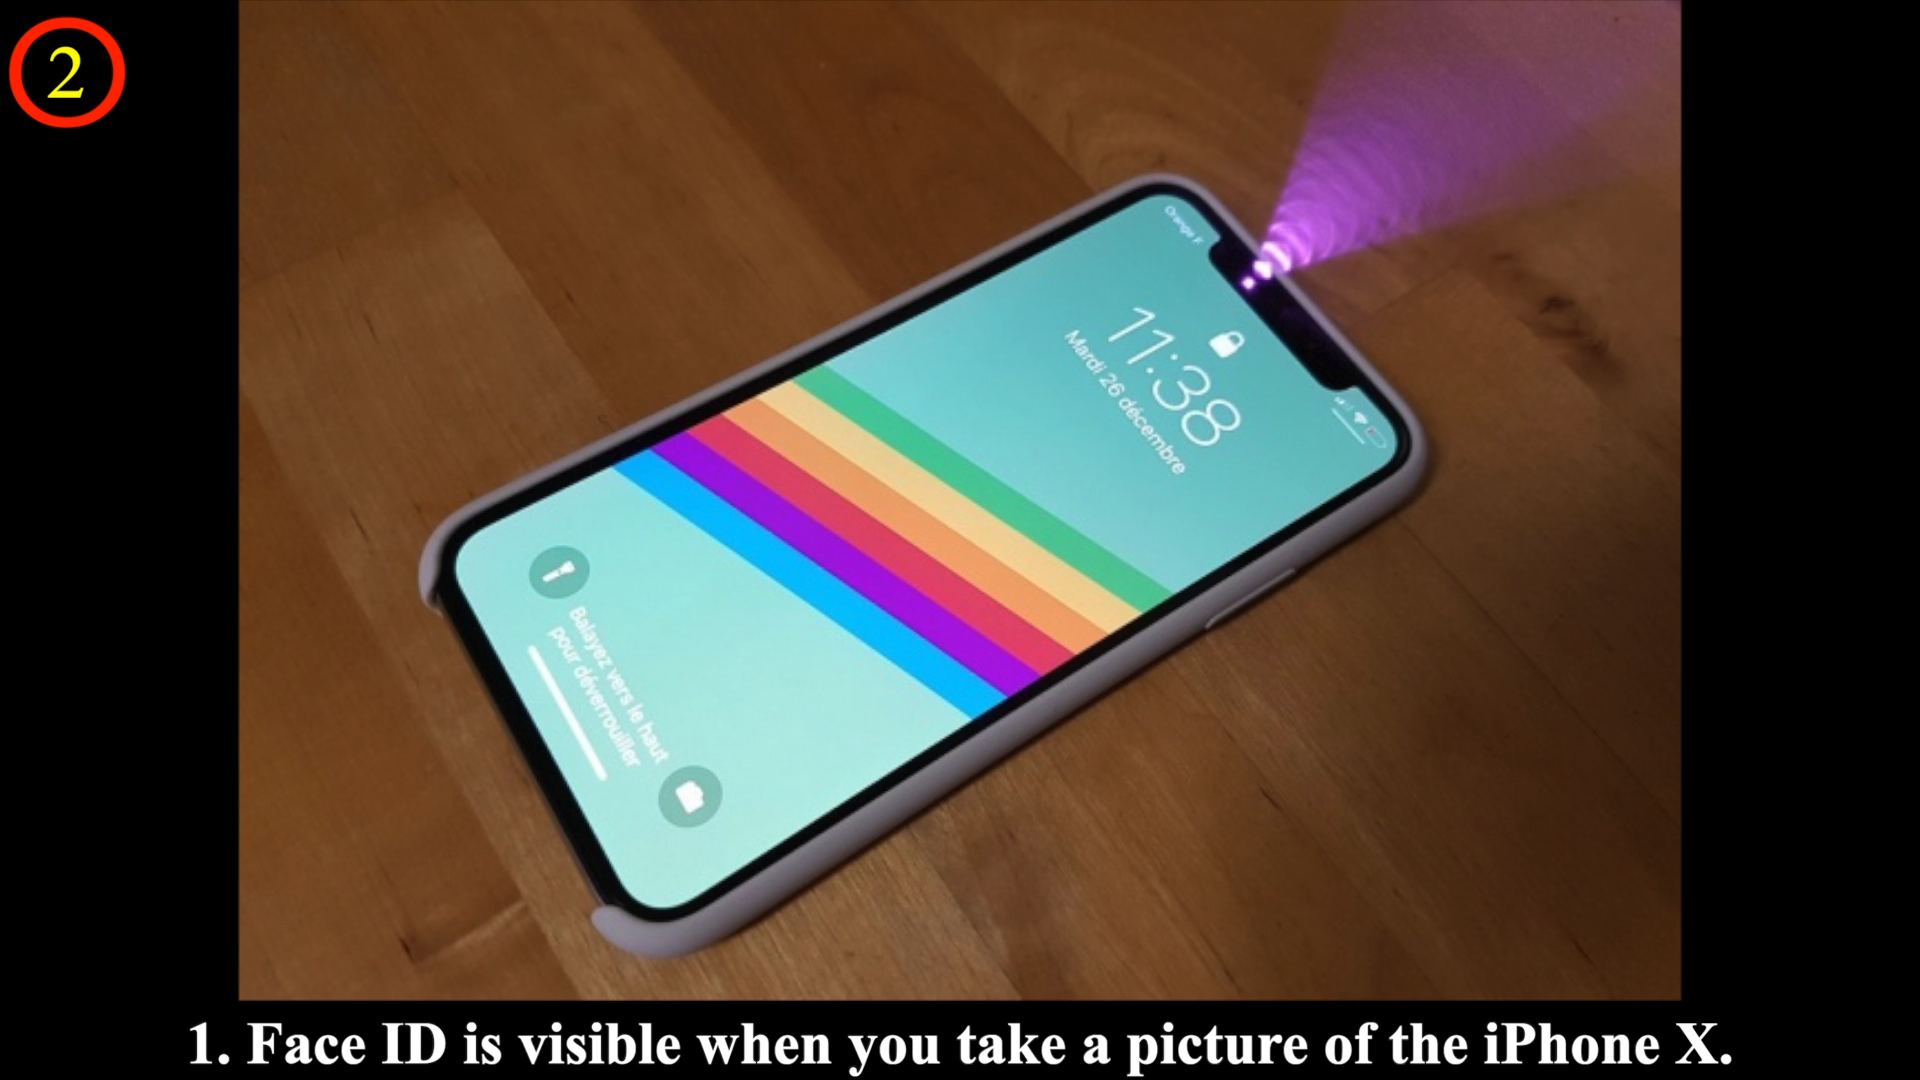 2
Orange F
11:38
Mardi 26 décembre
Balayez vers le haut
pour déverrouiller
1. Face ID is visible when you take a picture of the iPhone X.